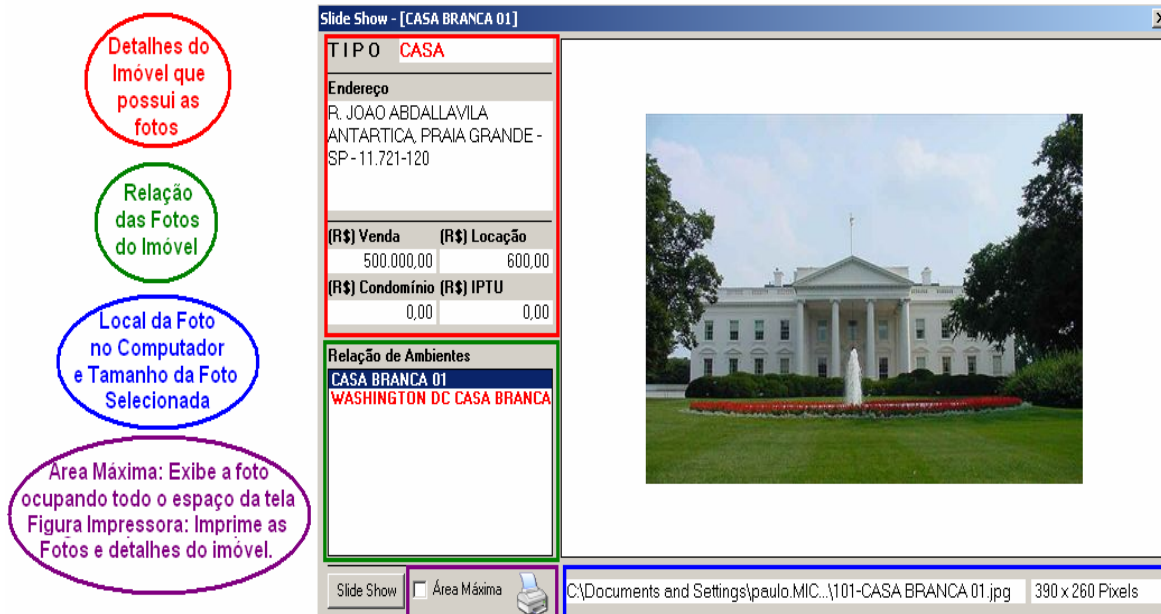 Detalhes do
Imóvel que
possui as
fotos
Relação
das Fotos
do Imóvel
Local da Foto
no Computador
e Tamanho da Foto
Selecionada
Área Máxima: Exibe a foto
ocupando todo o espaço da tela
Figura Impressora: Imprime as
Fotos e detalhes do imóvel.
Slide Show - [CASA BRANCA 01]
TIPO CASA
Endereço
R. JOAO ABDALLAVILA
ANTARTICA, PRAIA GRANDE -
SP - 11.721-120
(R$) Venda (R$) Locação
500.000,00 600,00
(R$) Condomínio (R$) IPTU
0,00 0,00
Relação de Ambientes
CASA BRANCA 01
WASHINGTON DC CASA BRANCA
Slide Show Área Máxima C:\Documents and Settings\paulo.MIC...\101-CASA BRANCA 01.jpg 390 x 260 Pixels